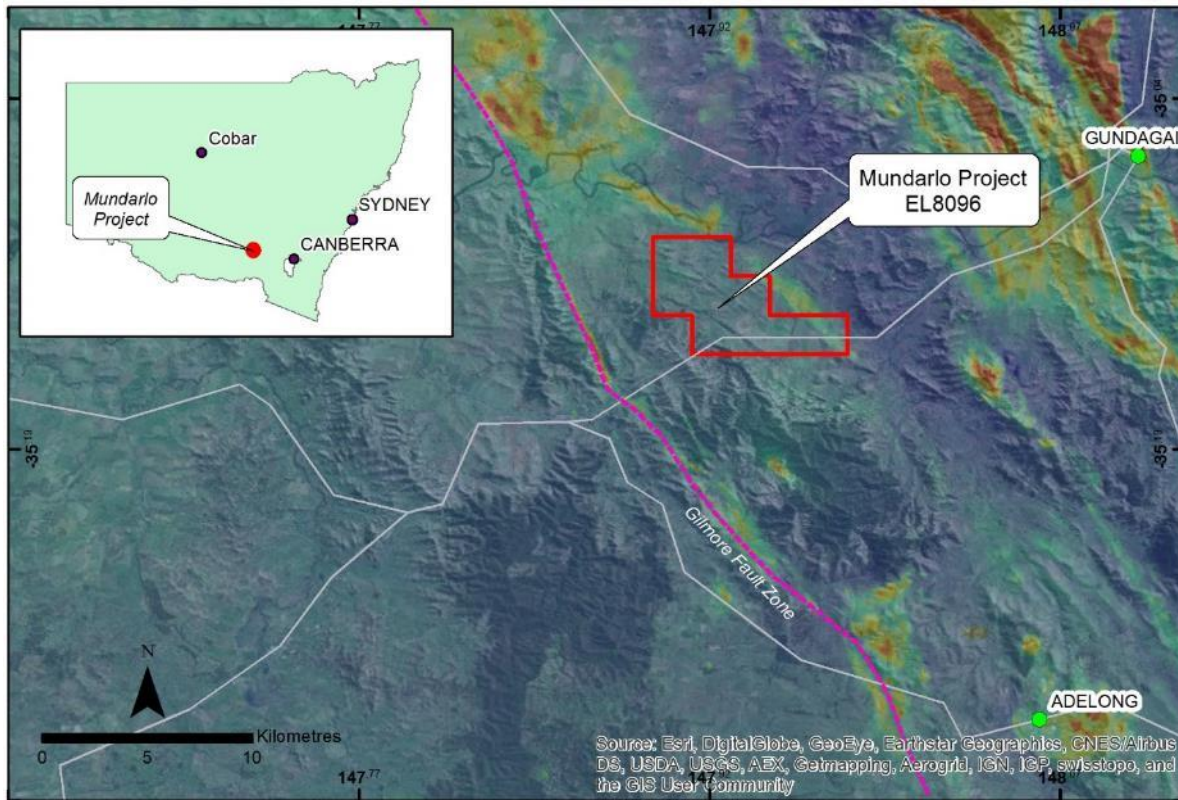 147.77
147.92
148.07
Cobar
Mundarlo
Project
SYDNEY
CANBERRA
-35.04
GUNDAGAI
Mundarlo Project
EL8096
-35.19
-35.19
Gilmore Fault Zone
N
Kilometres
0 5 10
ADELONG
Source: Esri, DigitalGlobe, GeoEye, Earthstar Geographics, CNES/Airbus
DS, USDA, USGS, AEX, Getmapping, Aerogrid, IGN, IGP, swisstopo, and
the GIS User Community
147.77
147.92
148.07